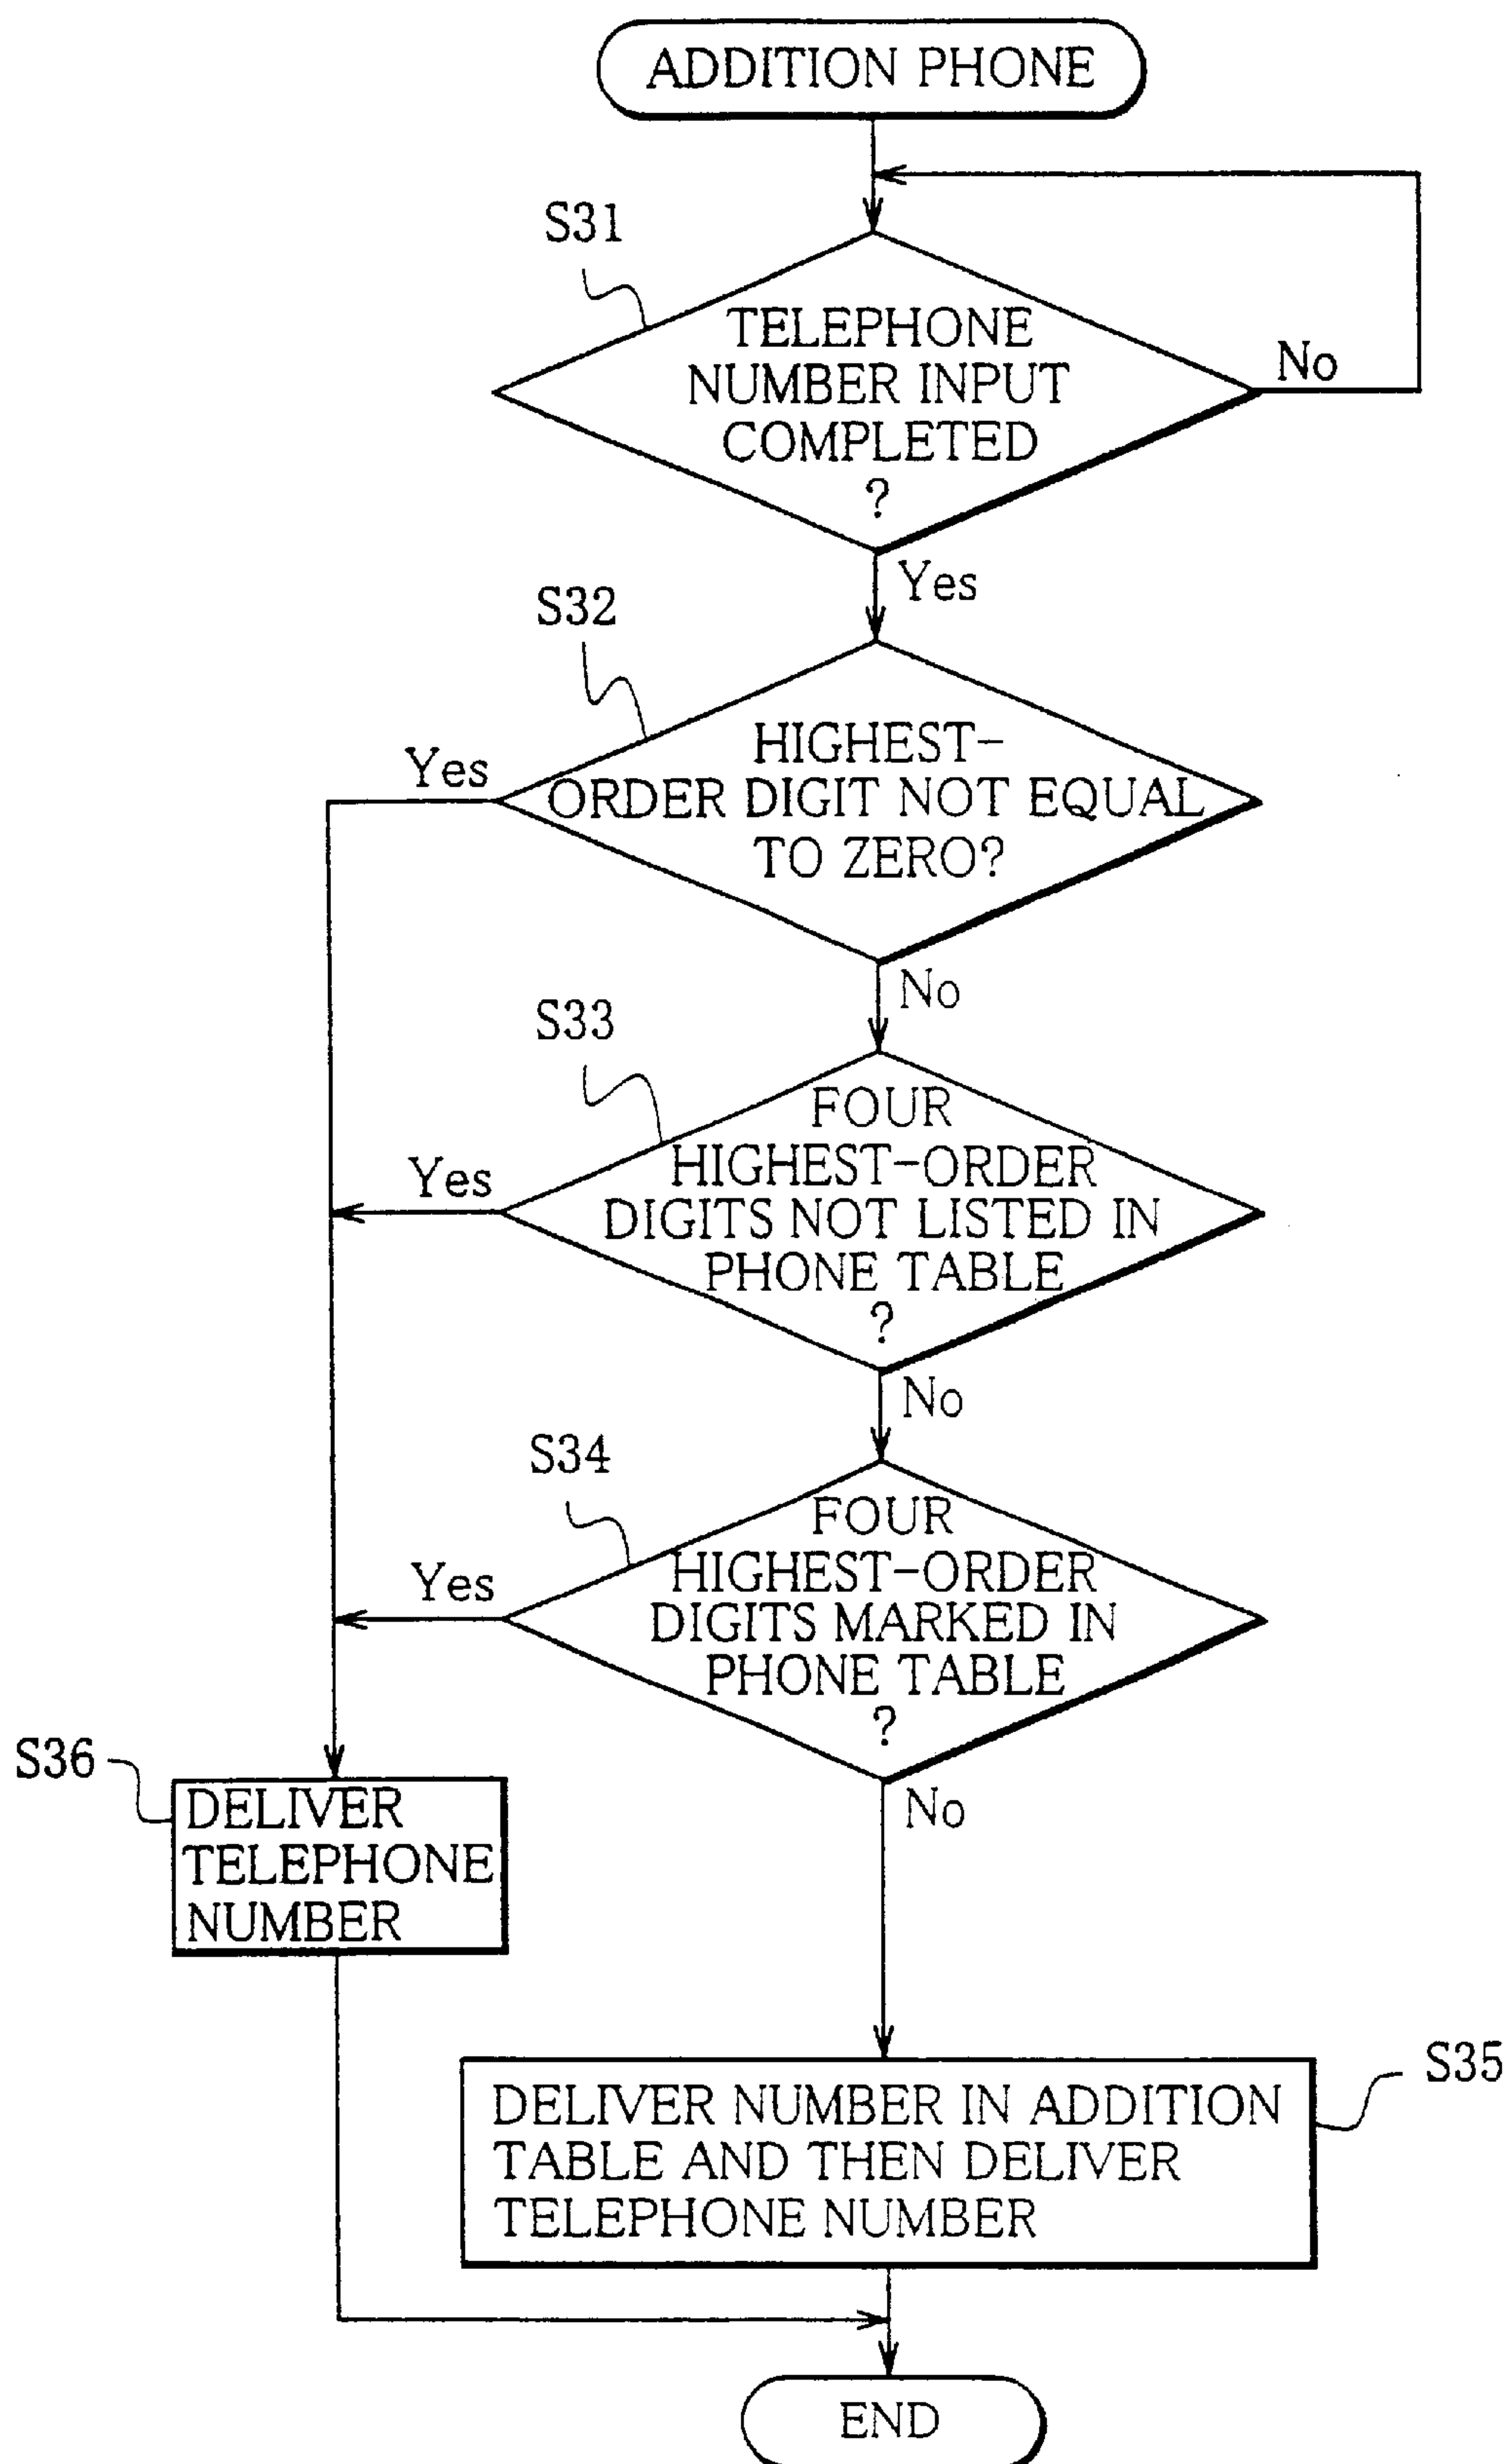 ADDITION PHONE
S31
TELEPHONE
NUMBER INPUT
COMPLETED
?
No
Yes
S32
HIGHEST-
ORDER DIGIT NOT EQUAL
TO ZERO?
Yes
No
S33
FOUR
HIGHEST-ORDER
DIGITS NOT LISTED IN
PHONE TABLE
?
Yes
No
S34
FOUR
HIGHEST-ORDER
DIGITS MARKED IN
PHONE TABLE
?
Yes
No
S36
DELIVER
TELEPHONE
NUMBER
S35
DELIVER NUMBER IN ADDITION
TABLE AND THEN DELIVER
TELEPHONE NUMBER
END